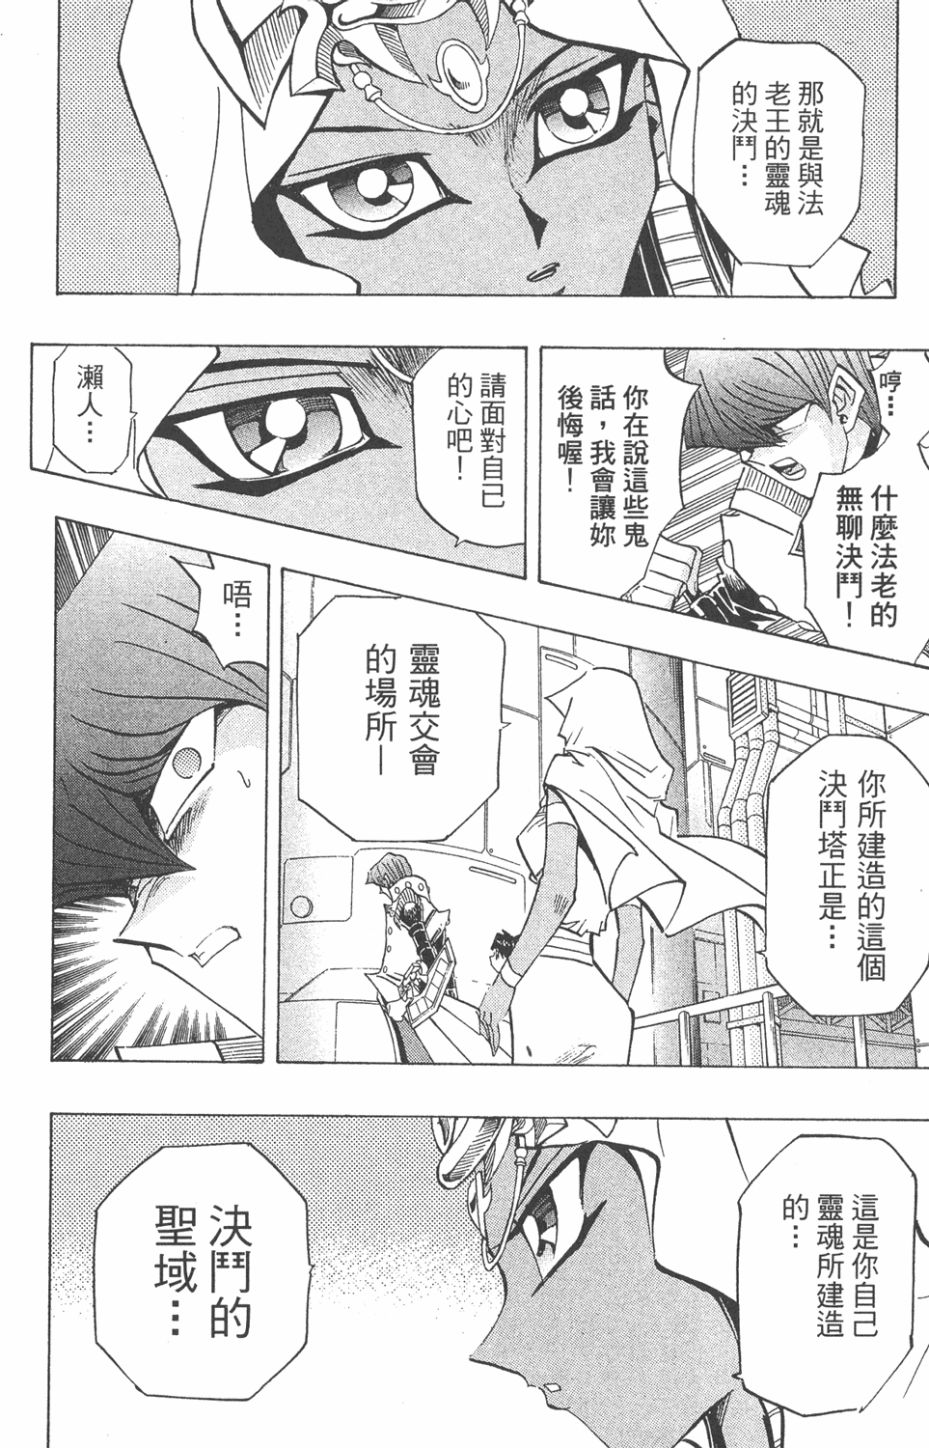 那就是與法
老王的靈魂
的決鬥…
哼…
什麼法老的
無聊決鬥！
你在說這些鬼
話，我會讓妳
後悔喔！
請面對自己
的心吧！
瀨人…
你所建造的這個
決鬥塔正是…
靈魂交會
的場所—
唔…
這是你自己
靈魂所建造
的…
決鬥的
聖域…